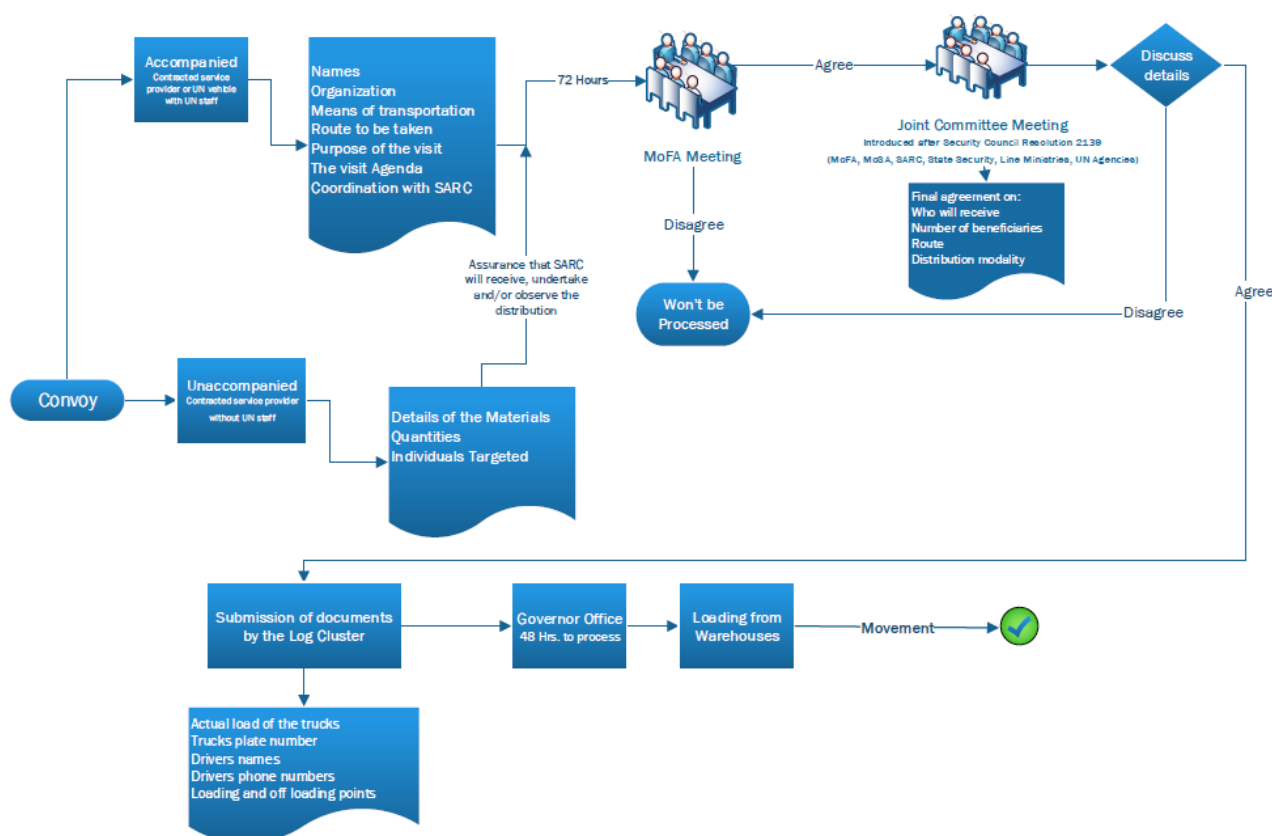 Accompanied
Contracted service
provider or UN vehicle
with UN staff
Names
Organization
Means of transportation
Route to be taken
Purpose of the visit
The visit Agenda
Coordination with SARC
72 Hours
MoFA Meeting
Agree
Joint Committee Meeting
Introduced after Security Council Resolution 2139
(MoFA, MoSA, SARC, State Security, Line Ministries, UN Agencies)
Discuss
details
Final agreement on:
Who will receive
Number of beneficiaries
Route
Distribution modality
Disagree
Assurance that SARC
will receive, undertake
and/or observe the
distribution
Won't be
Processed
Disagree
Agree
Convoy
Unaccompanied
Contracted service provider
without UN staff
Details of the Materials
Quantities
Individuals Targeted
Submission of documents
by the Log Cluster
Governor Office
48 Hrs. to process
Loading from
Warehouses
Movement
Actual load of the trucks
Trucks plate number
Drivers names
Drivers phone numbers
Loading and off loading points